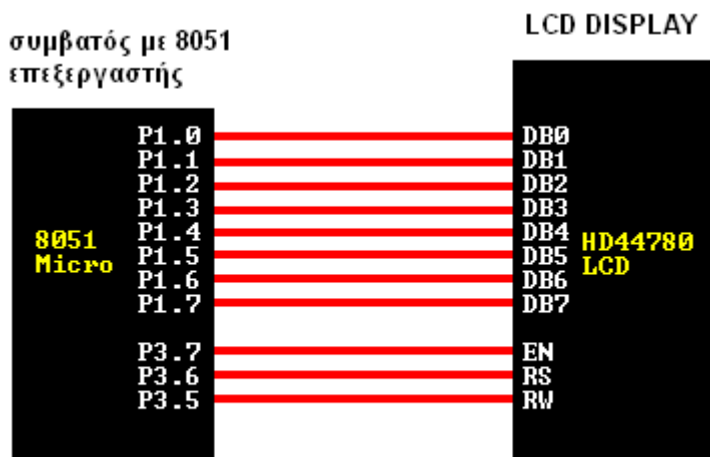 συμβατός με 8051
επεξεργαστής
LCD DISPLAY
P1.0
P1.1
P1.2
P1.3
P1.4
P1.5
P1.6
P1.7
P3.7
P3.6
P3.5
8051
Micro
DB0
DB1
DB2
DB3
DB4
DB5
DB6
DB7
EN
RS
RW
HD44780
LCD